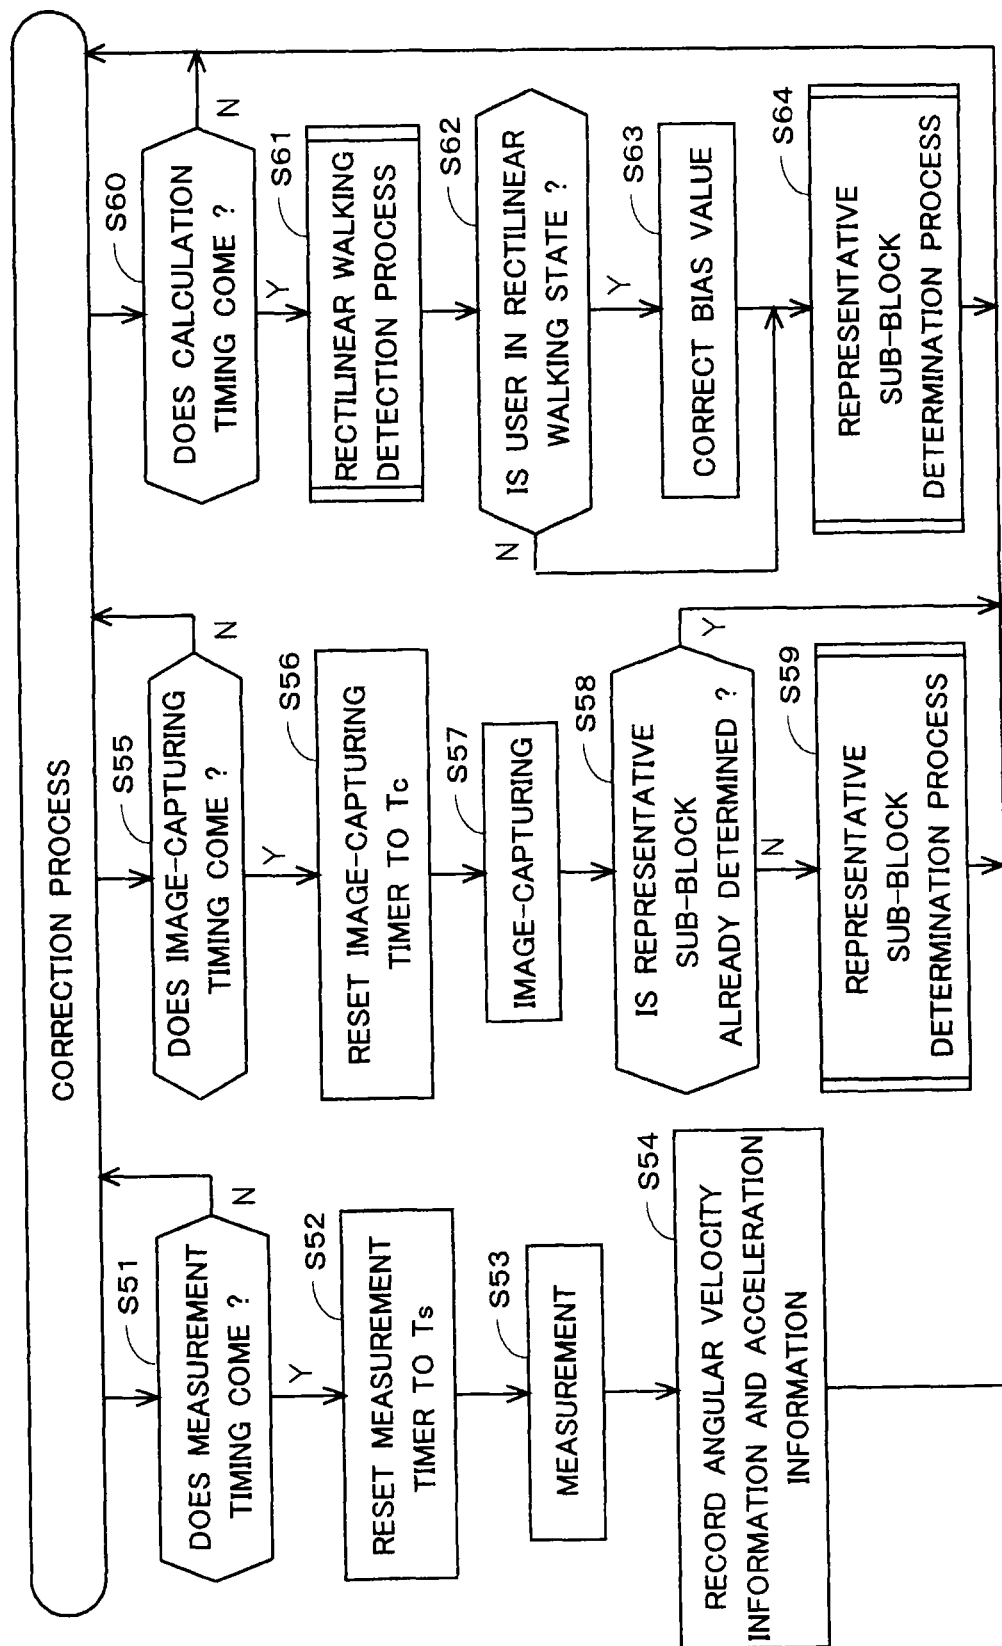 CORRECTION PROCESS
S51
DOES MEASUREMENT
TIMING COME ?
N
Y
S52
RESET MEASUREMENT
TIMER TO Ts
S53
MEASUREMENT
S54
RECORD ANGULAR VELOCITY
INFORMATION AND ACCELERATION
INFORMATION
S55
DOES IMAGE-CAPTURING
TIMING COME ?
N
Y
S56
RESET IMAGE-CAPTURING
TIMER TO Tc
S57
IMAGE-CAPTURING
S58
IS REPRESENTATIVE
SUB-BLOCK
ALREADY DETERMINED ?
Y
N
S59
REPRESENTATIVE
SUB-BLOCK
DETERMINATION PROCESS
S60
DOES CALCULATION
TIMING COME ?
N
Y
S61
RECTILINEAR WALKING
DETECTION PROCESS
S62
IS USER IN RECTILINEAR
WALKING STATE ?
N
Y
S63
CORRECT BIAS VALUE
S64
REPRESENTATIVE
SUB-BLOCK
DETERMINATION PROCESS